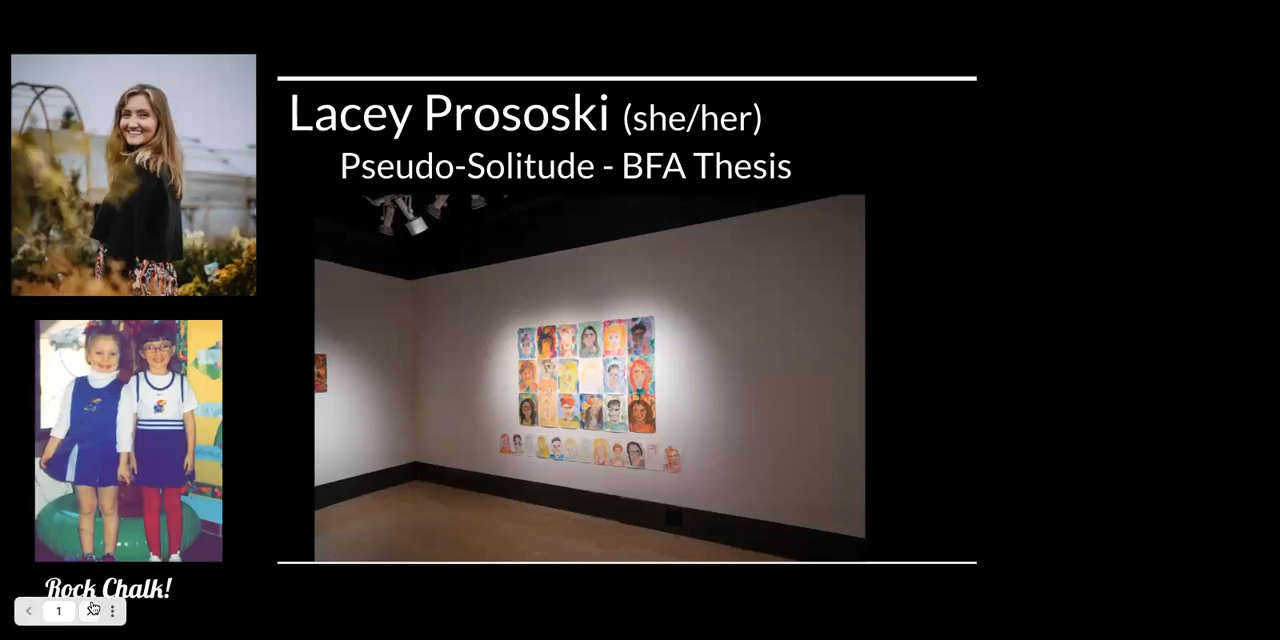 Lacey Prososki (she/her)
Pseudo-Solitude - BFA Thesis
Rock Chalk!
1